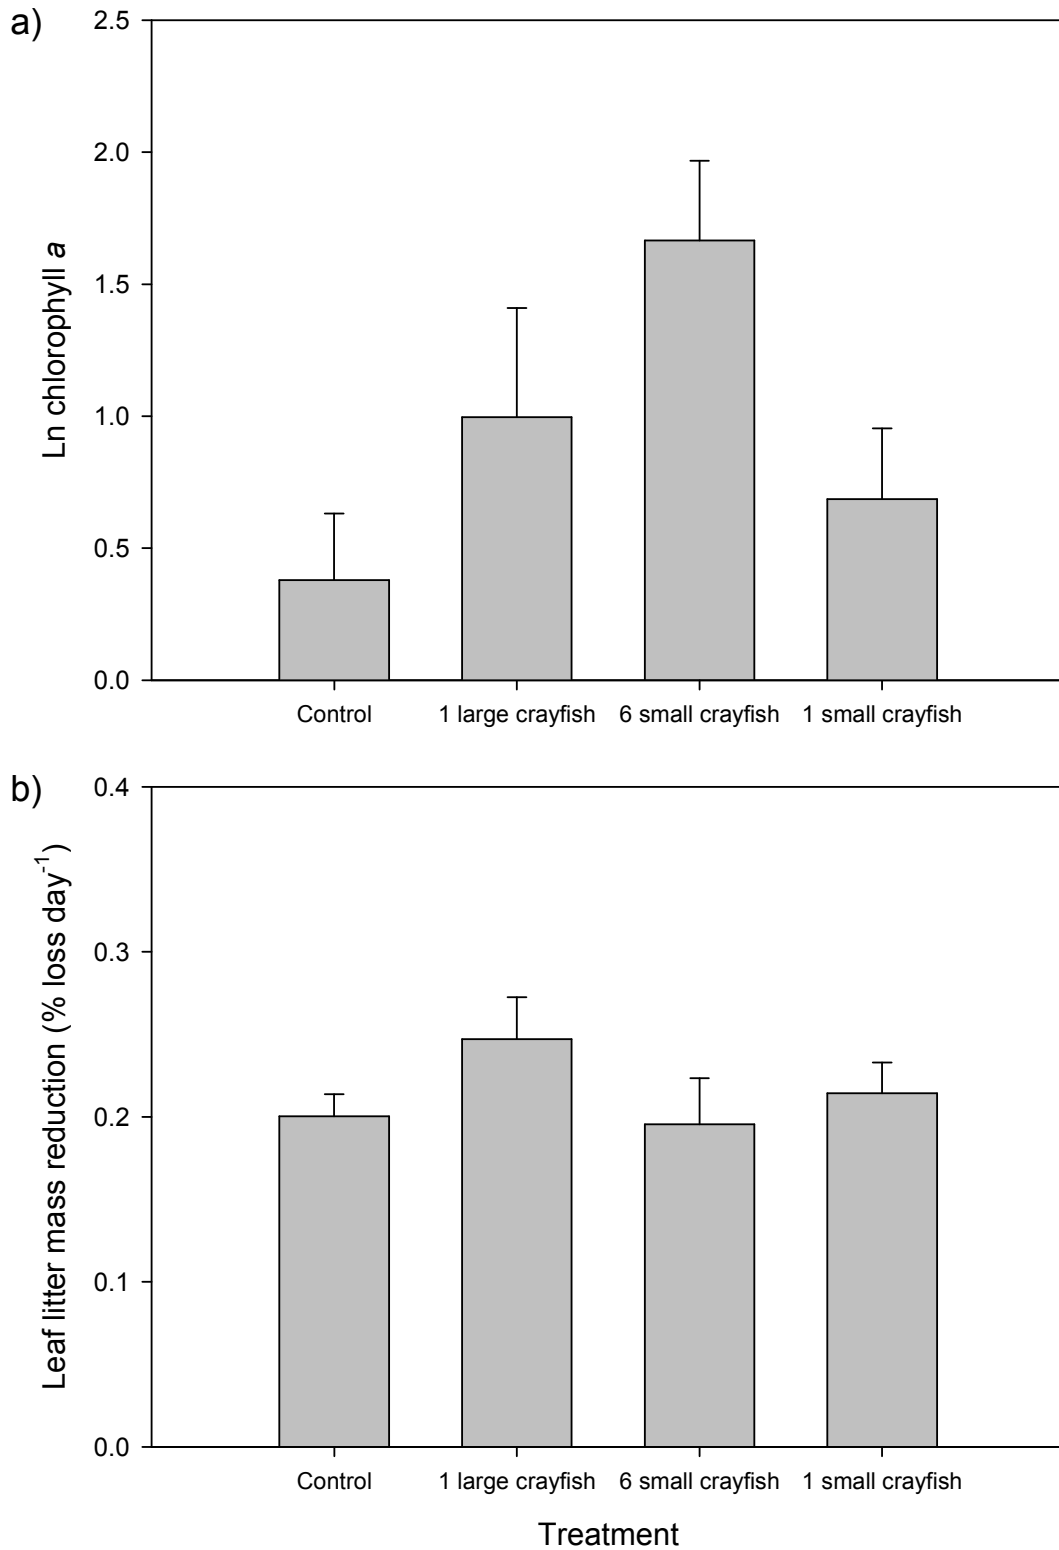 a)
Ln chlorophyll a
2.5
2.0
1.5
1.0
0.5
0.0
Control
1 large crayfish
6 small crayfish
1 small crayfish
b)
Leaf litter mass reduction (% loss day⁻¹)
0.4
0.3
0.2
0.1
0.0
Control
1 large crayfish
6 small crayfish
1 small crayfish
Treatment